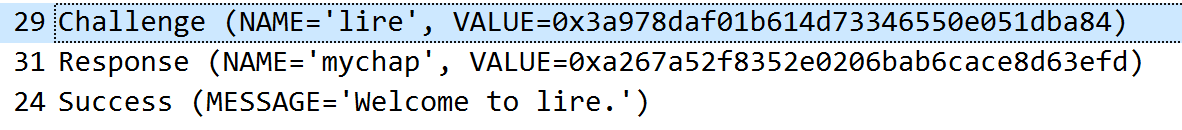 29 Challenge (NAME='lire', VALUE=0x3a978daf01b614d73346550e051dba84)
31 Response (NAME='mychap', VALUE=0xa267a52f8352e0206bab6cace8d63efd)
24 Success (MESSAGE='Welcome to lire.')